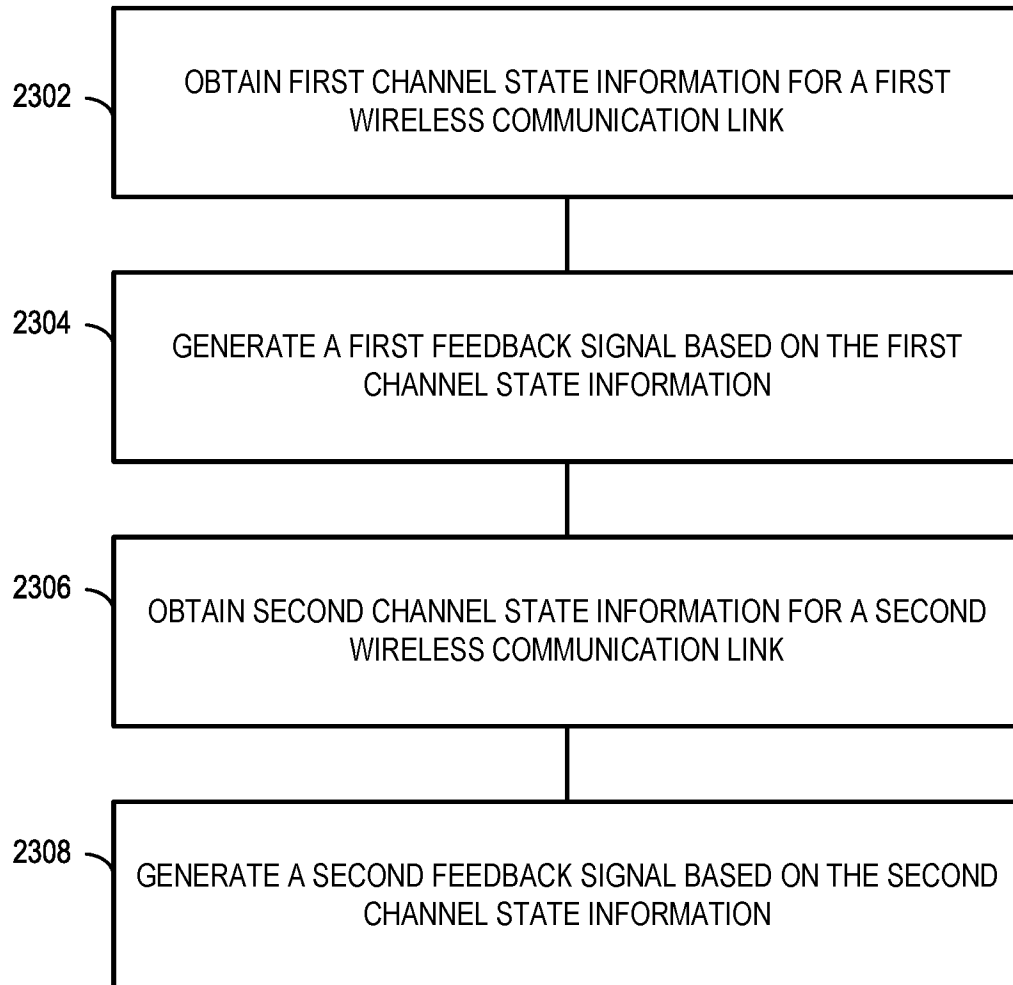 2302
OBTAIN FIRST CHANNEL STATE INFORMATION FOR A FIRST
WIRELESS COMMUNICATION LINK
2304
GENERATE A FIRST FEEDBACK SIGNAL BASED ON THE FIRST
CHANNEL STATE INFORMATION
2306
OBTAIN SECOND CHANNEL STATE INFORMATION FOR A SECOND
WIRELESS COMMUNICATION LINK
2308
GENERATE A SECOND FEEDBACK SIGNAL BASED ON THE SECOND
CHANNEL STATE INFORMATION